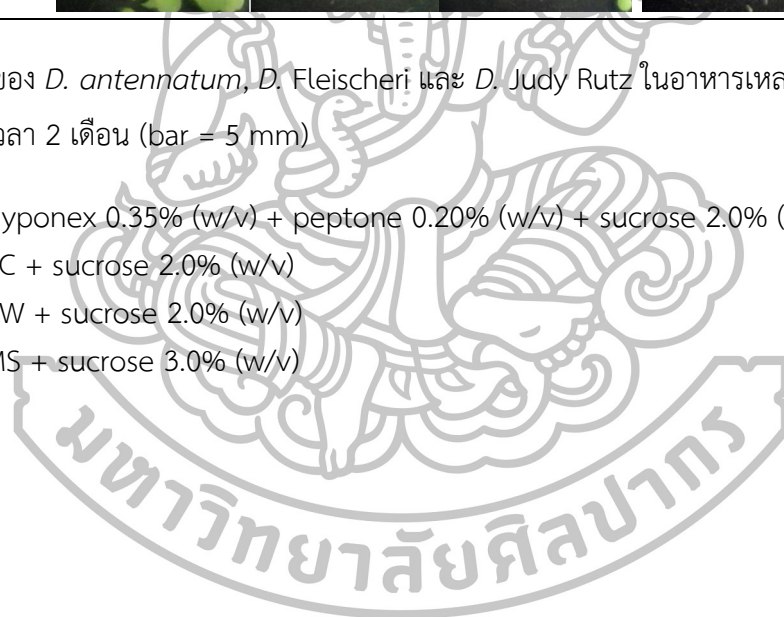 ของ D. antennatum, D. Fleischeri และ D. Judy Rutz ในอาหารเหล
วลา 2 เดือน (bar = 5 mm)
yponex 0.35% (w/v) + peptone 0.20% (w/v) + sucrose 2.0% (
C + sucrose 2.0% (w/v)
W + sucrose 2.0% (w/v)
MS + sucrose 3.0% (w/v)
มหาวิทยาลัยศิลปากร